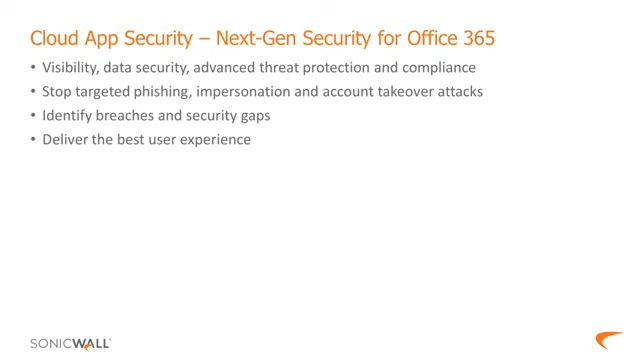 Cloud App Security – Next-Gen Security for Office 365
• Visibility, data security, advanced threat protection and compliance
• Stop targeted phishing, impersonation and account takeover attacks
• Identify breaches and security gaps
• Deliver the best user experience
SONICWALL